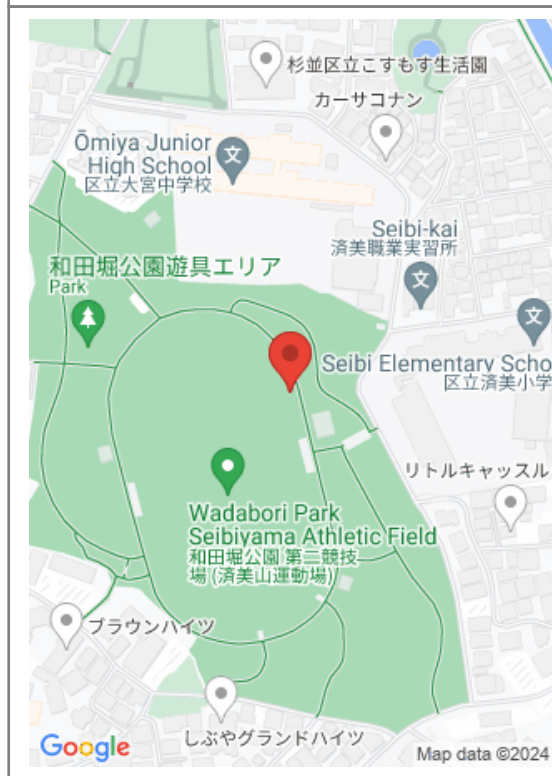 杉並区立こすもす生活園
カーサコナン
Ōmiya Junior
High School
区立大宮中学校
Seibi-kai
済美職業実習所
和田堀公園遊具エリア
Park
Seibi Elementary Scho
区立済美小学
リトルキャッスル
Wadabori Park
Seibiyama Athletic Field
和田堀公園 第二競技
場 (済美山運動場)
ブラウンハイツ
しぶやグランドハイツ
Google
Map data ©2024
文
文
文